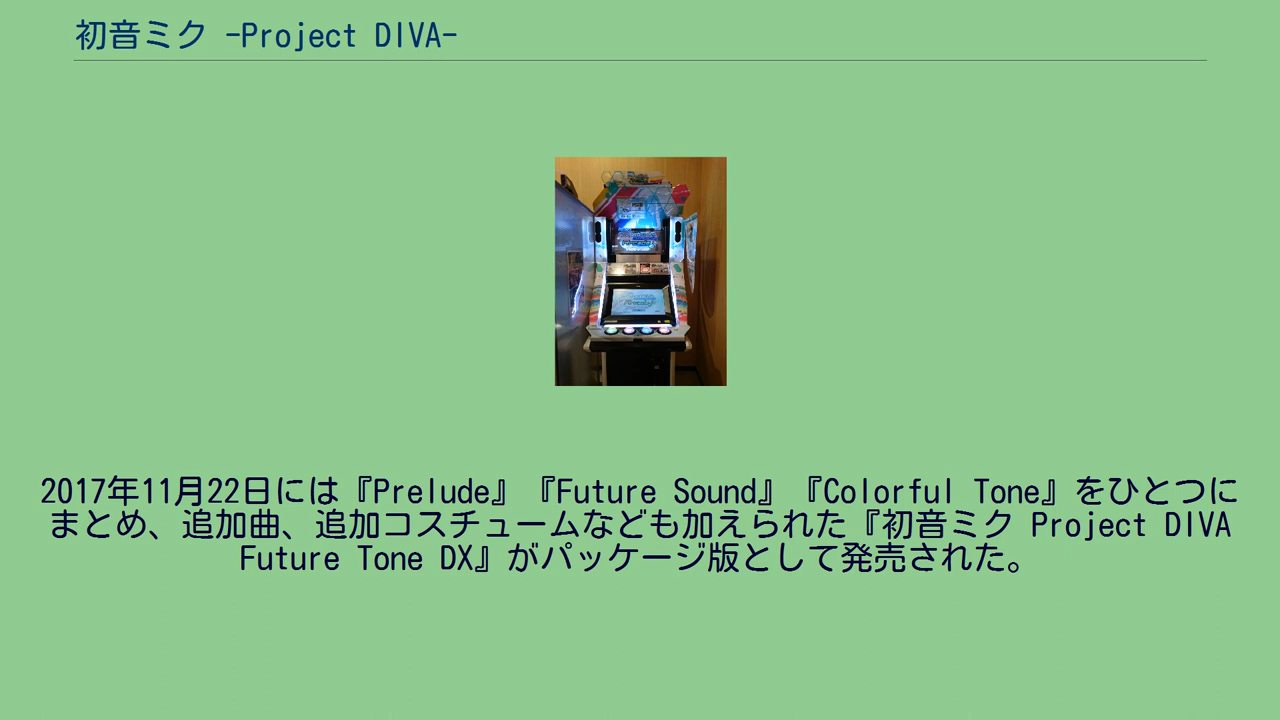 初音ミク -Project DIVA-
2017年11月22日には『Prelude』『Future Sound』『Colorful Tone』をひとつに
まとめ、追加曲、追加コスチュームなども加えられた『初音ミク Project DIVA
Future Tone DX』がパッケージ版として発売された。